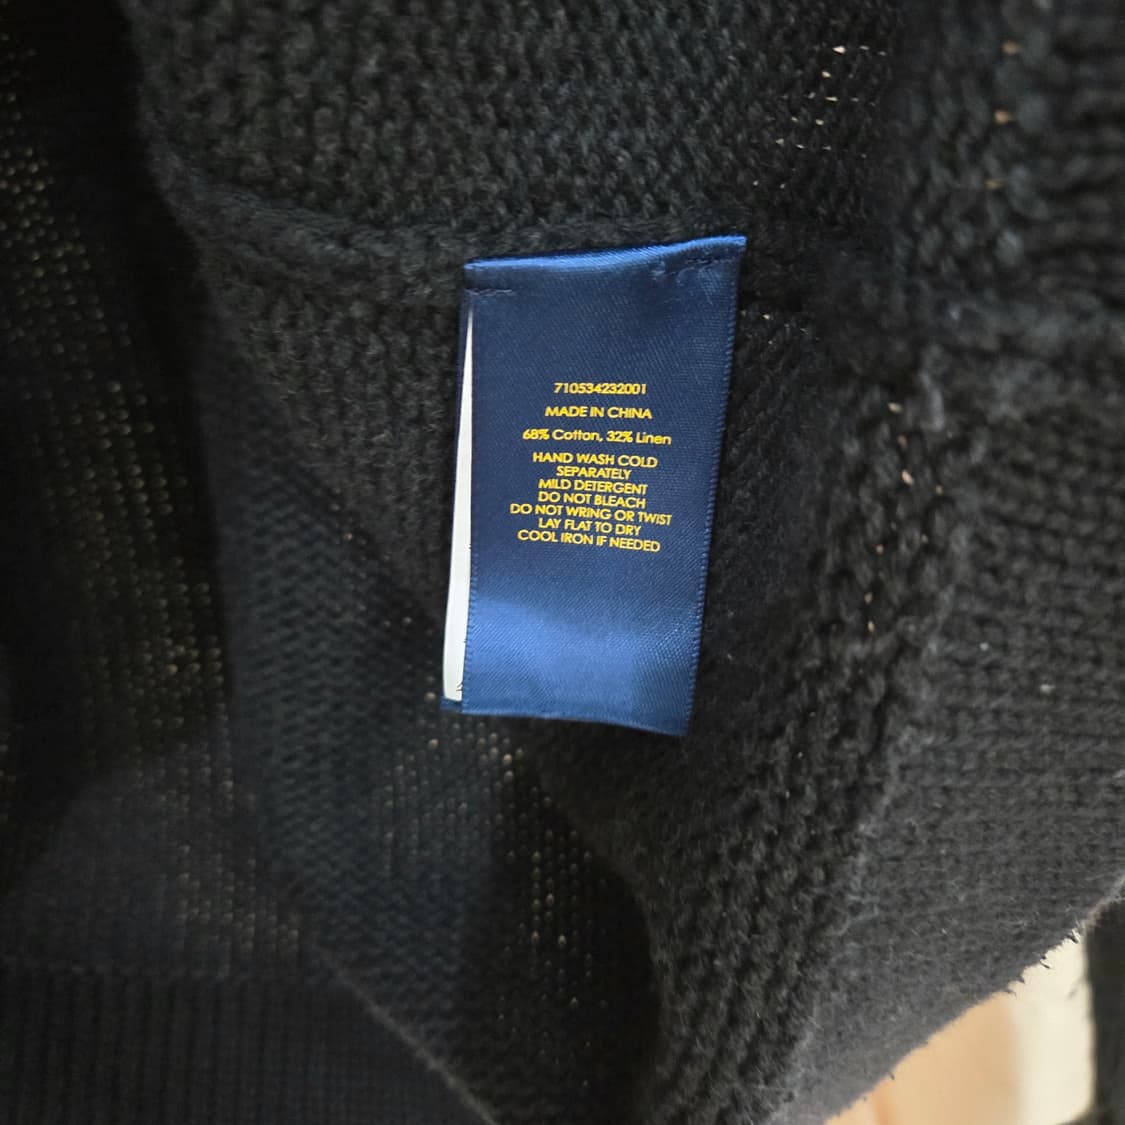 710534232001
MADE IN CHINA
68% Cotton, 32% Linen
HAND WASH COLD
SEPARATELY
MILD DETERGENT
DO NOT BLEACH
DO NOT WRING OR TWIST
LAY FLAT TO DRY
COOL IRON IF NEEDED